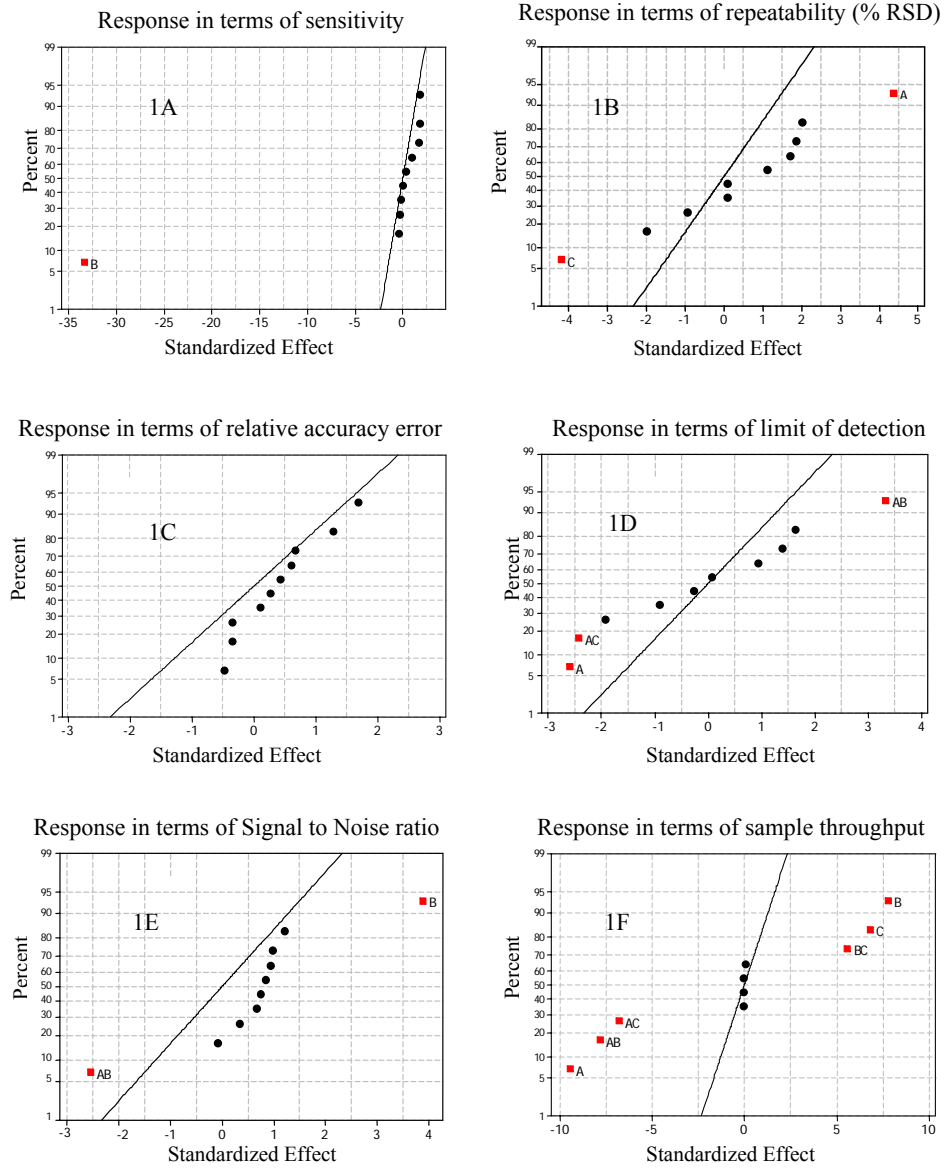 Response in terms of sensitivity
99
95
90
80
70
60
50
40
30
20
10
5
1
Percent
1A
B
-35 -30 -25 -20 -15 -10 -5 0
Standardized Effect
Response in terms of repeatability (% RSD)
99
95
90
80
70
60
50
40
30
20
10
5
1
Percent
1B
A
C
-4 -3 -2 -1 0 1 2 3 4 5
Standardized Effect
Response in terms of relative accuracy error
99
95
90
80
70
60
50
40
30
20
10
5
1
Percent
1C
-3 -2 -1 0 1 2 3
Standardized Effect
Response in terms of limit of detection
99
95
90
80
70
60
50
40
30
20
10
5
1
Percent
1D
AB
AC
A
-3 -2 -1 0 1 2 3
Standardized Effect
Response in terms of Signal to Noise ratio
99
95
90
80
70
60
50
40
30
20
10
5
1
Percent
1E
B
AB
-3 -2 -1 0 1 2 3 4
Standardized Effect
Response in terms of sample throughput
99
95
90
80
70
60
50
40
30
20
10
5
1
Percent
1F
B
C
BC
AC
AB
A
-10 -5 0 5 10
Standardized Effect